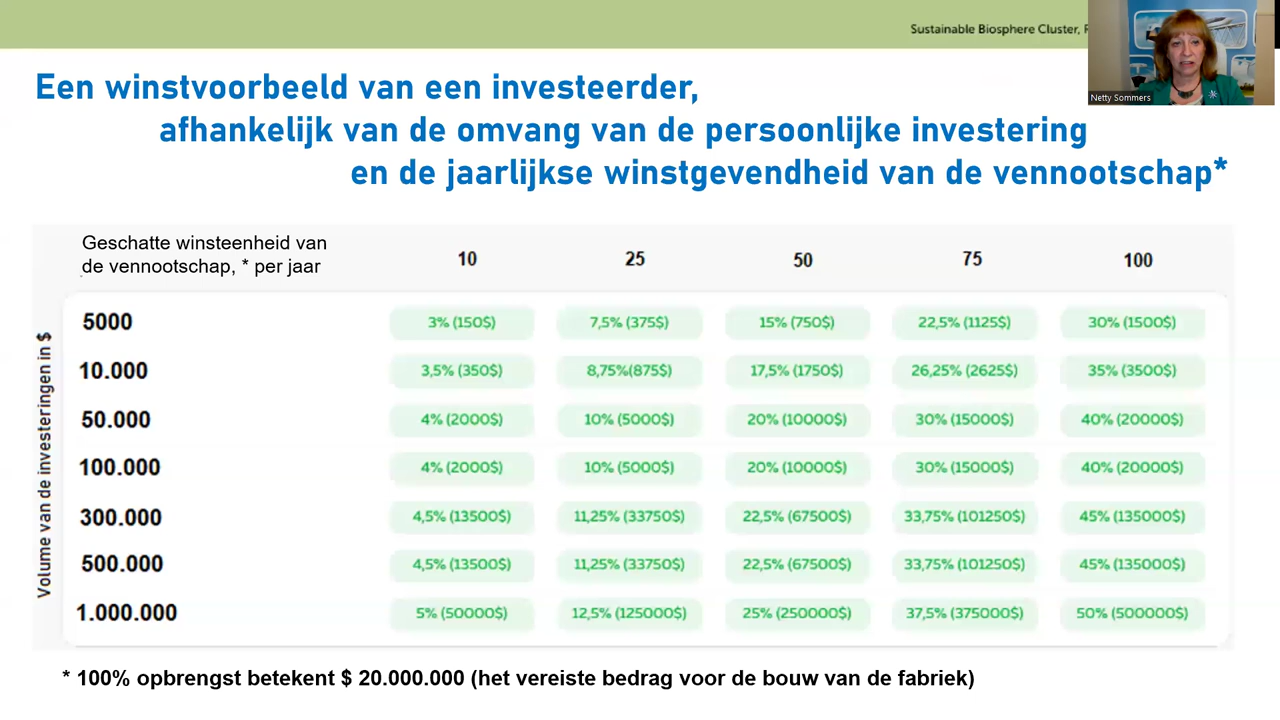 Sustainable Biosphere Cluster,
Netty Sommers
Een winstvoorbeeld van een investeerder,
afhankelijk van de omvang van de persoonlijke investering
en de jaarlijkse winstgevendheid van de vennootschap*
Geschatte winsteenheid van
de vennootschap, * per jaar
10 25 50 75 100
Volume van de investeringen in $
5000 3% (150$) 7,5% (375$) 15% (750$) 22,5% (1125$) 30% (1500$)
10.000 3,5% (350$) 8,75%(875$) 17,5% (1750$) 26,25% (2625$) 35% (3500$)
50.000 4% (2000$) 10% (5000$) 20% (10000$) 30% (15000$) 40% (20000$)
100.000 4% (2000$) 10% (5000$) 20% (10000$) 30% (15000$) 40% (20000$)
300.000 4,5% (13500$) 11,25% (33750$) 22,5% (67500$) 33,75% (101250$) 45% (135000$)
500.000 4,5% (13500$) 11,25% (33750$) 22,5% (67500$) 33,75% (101250$) 45% (135000$)
1.000.000 5% (50000$) 12,5% (125000$) 25% (250000$) 37,5% (375000$) 50% (500000$)
* 100% opbrengst betekent $ 20.000.000 (het vereiste bedrag voor de bouw van de fabriek)